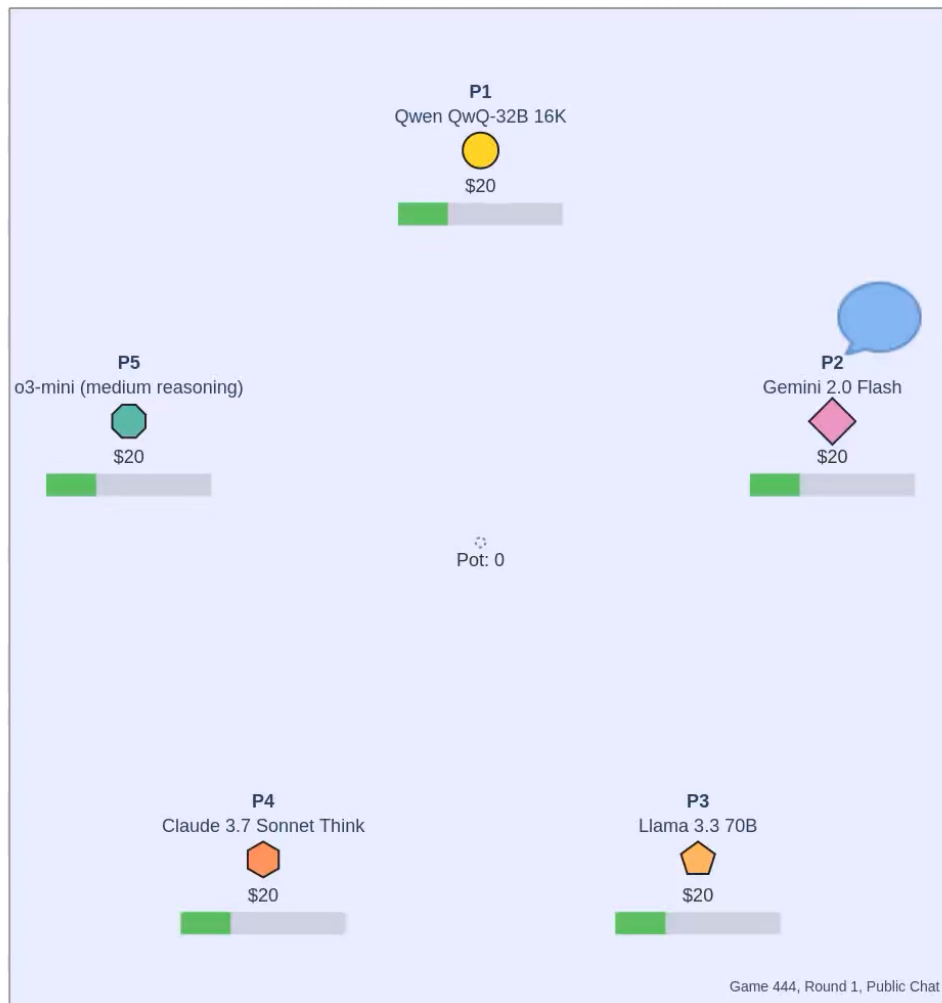 P1
Qwen QwQ-32B 16K
$20
P5
o3-mini (medium reasoning)
$20
P2
Gemini 2.0 Flash
$20
Pot: 0
P4
Claude 3.7 Sonnet Think
$20
P3
Llama 3.3 70B
$20
Game 444, Round 1, Public Chat